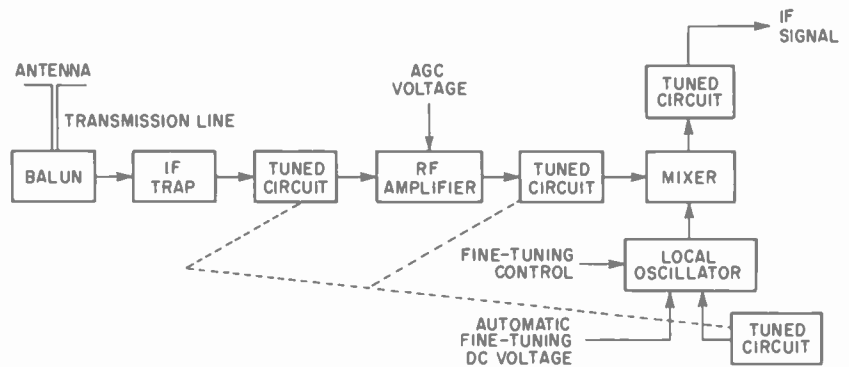 IF
SIGNAL
ANTENNA
AGC
VOLTAGE
TUNED
CIRCUIT
TRANSMISSION LINE
BALUN
IF
TRAP
TUNED
CIRCUIT
RF
AMPLIFIER
TUNED
CIRCUIT
MIXER
FINE-TUNING
CONTROL
LOCAL
OSCILLATOR
AUTOMATIC
FINE-TUNING
DC VOLTAGE
TUNED
CIRCUIT